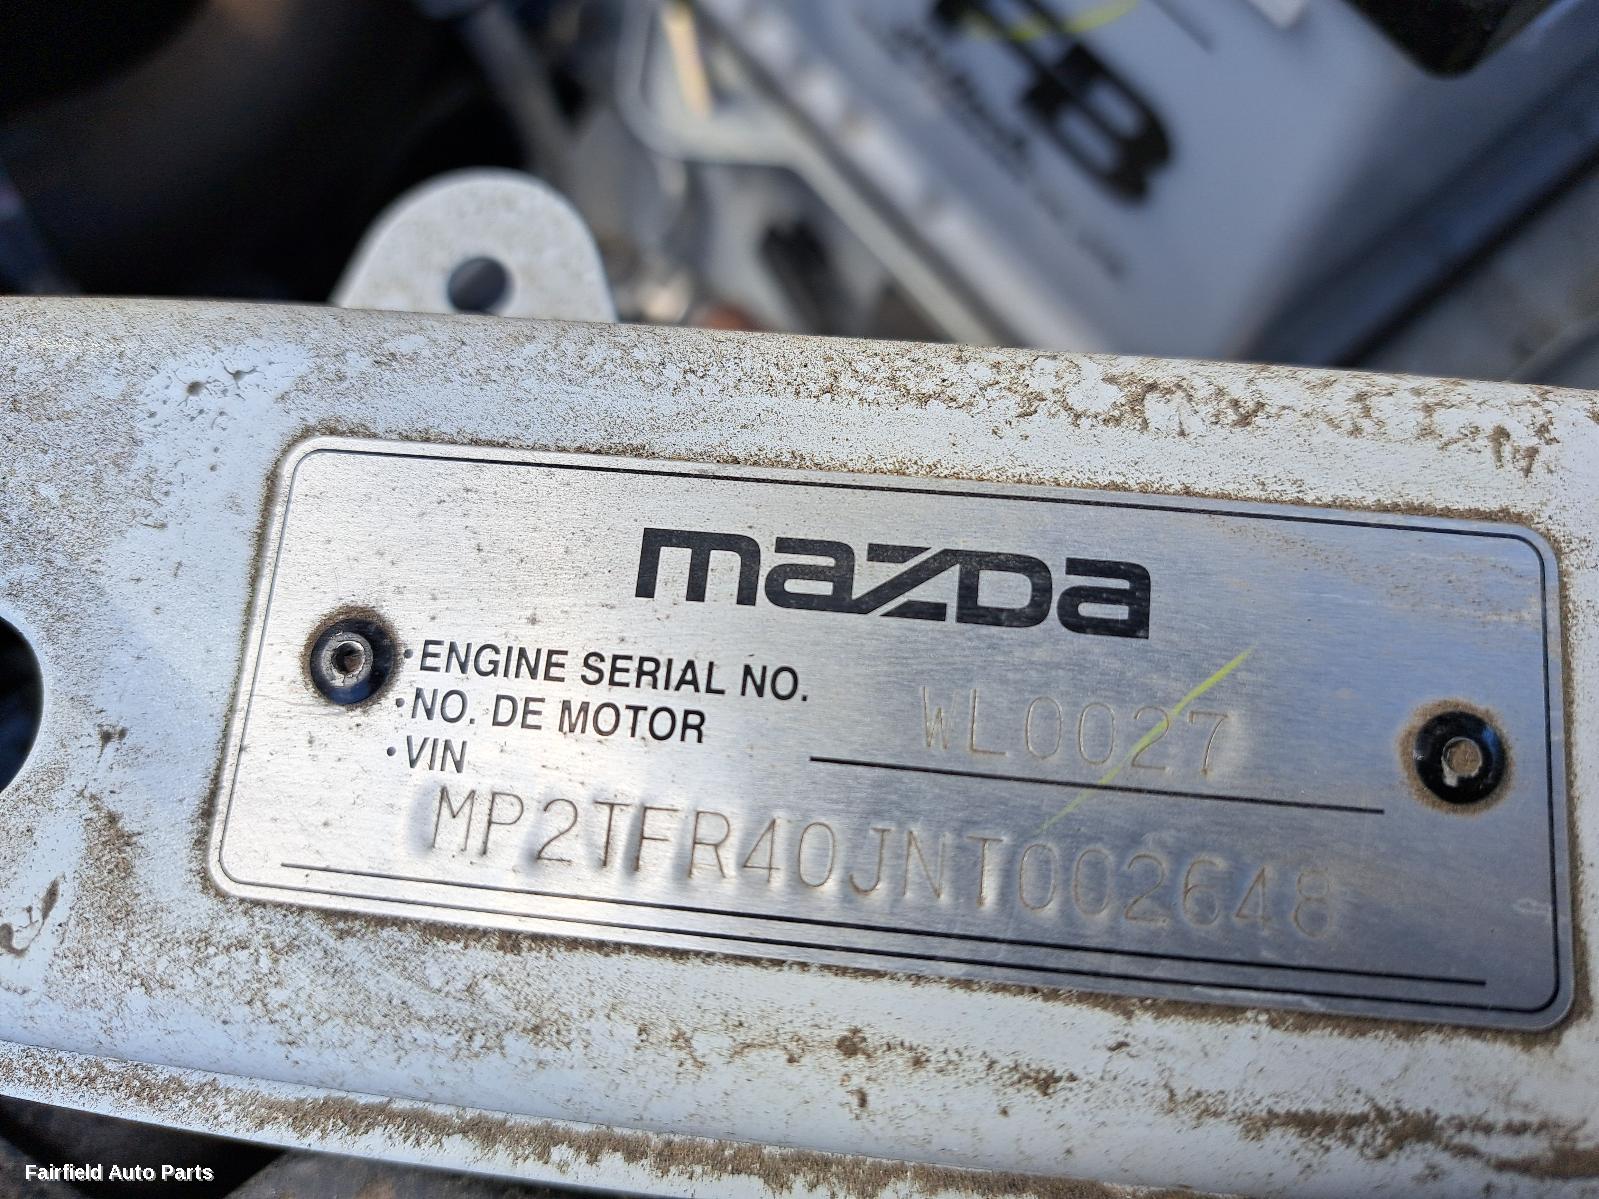 mazda
•ENGINE SERIAL NO.
•NO. DE MOTOR
WL0027
•VIN
MP2TFR40JNT002648
Fairfield Auto Parts